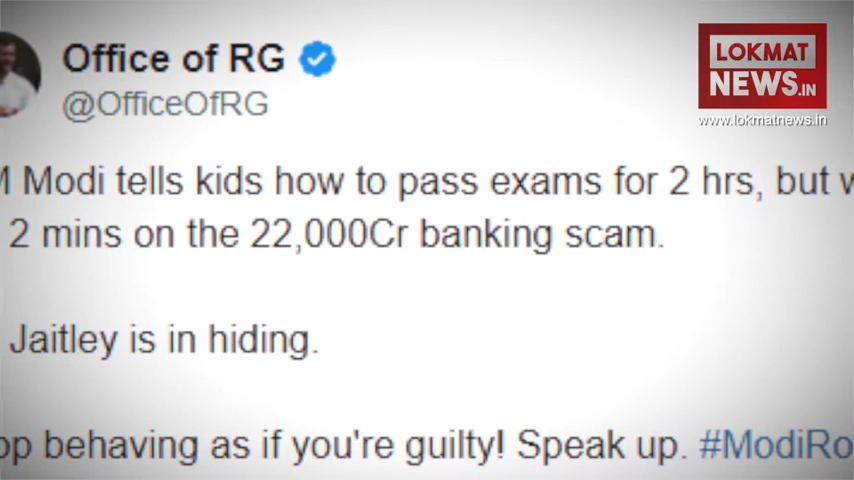 Office of RG
@OfficeOfRG
LOKMAT
NEWS.IN
www.lokmatnews.in
M Modi tells kids how to pass exams for 2 hrs, but w
2 mins on the 22,000Cr banking scam.
Jaitley is in hiding.
op behaving as if you're guilty! Speak up. #ModiRo